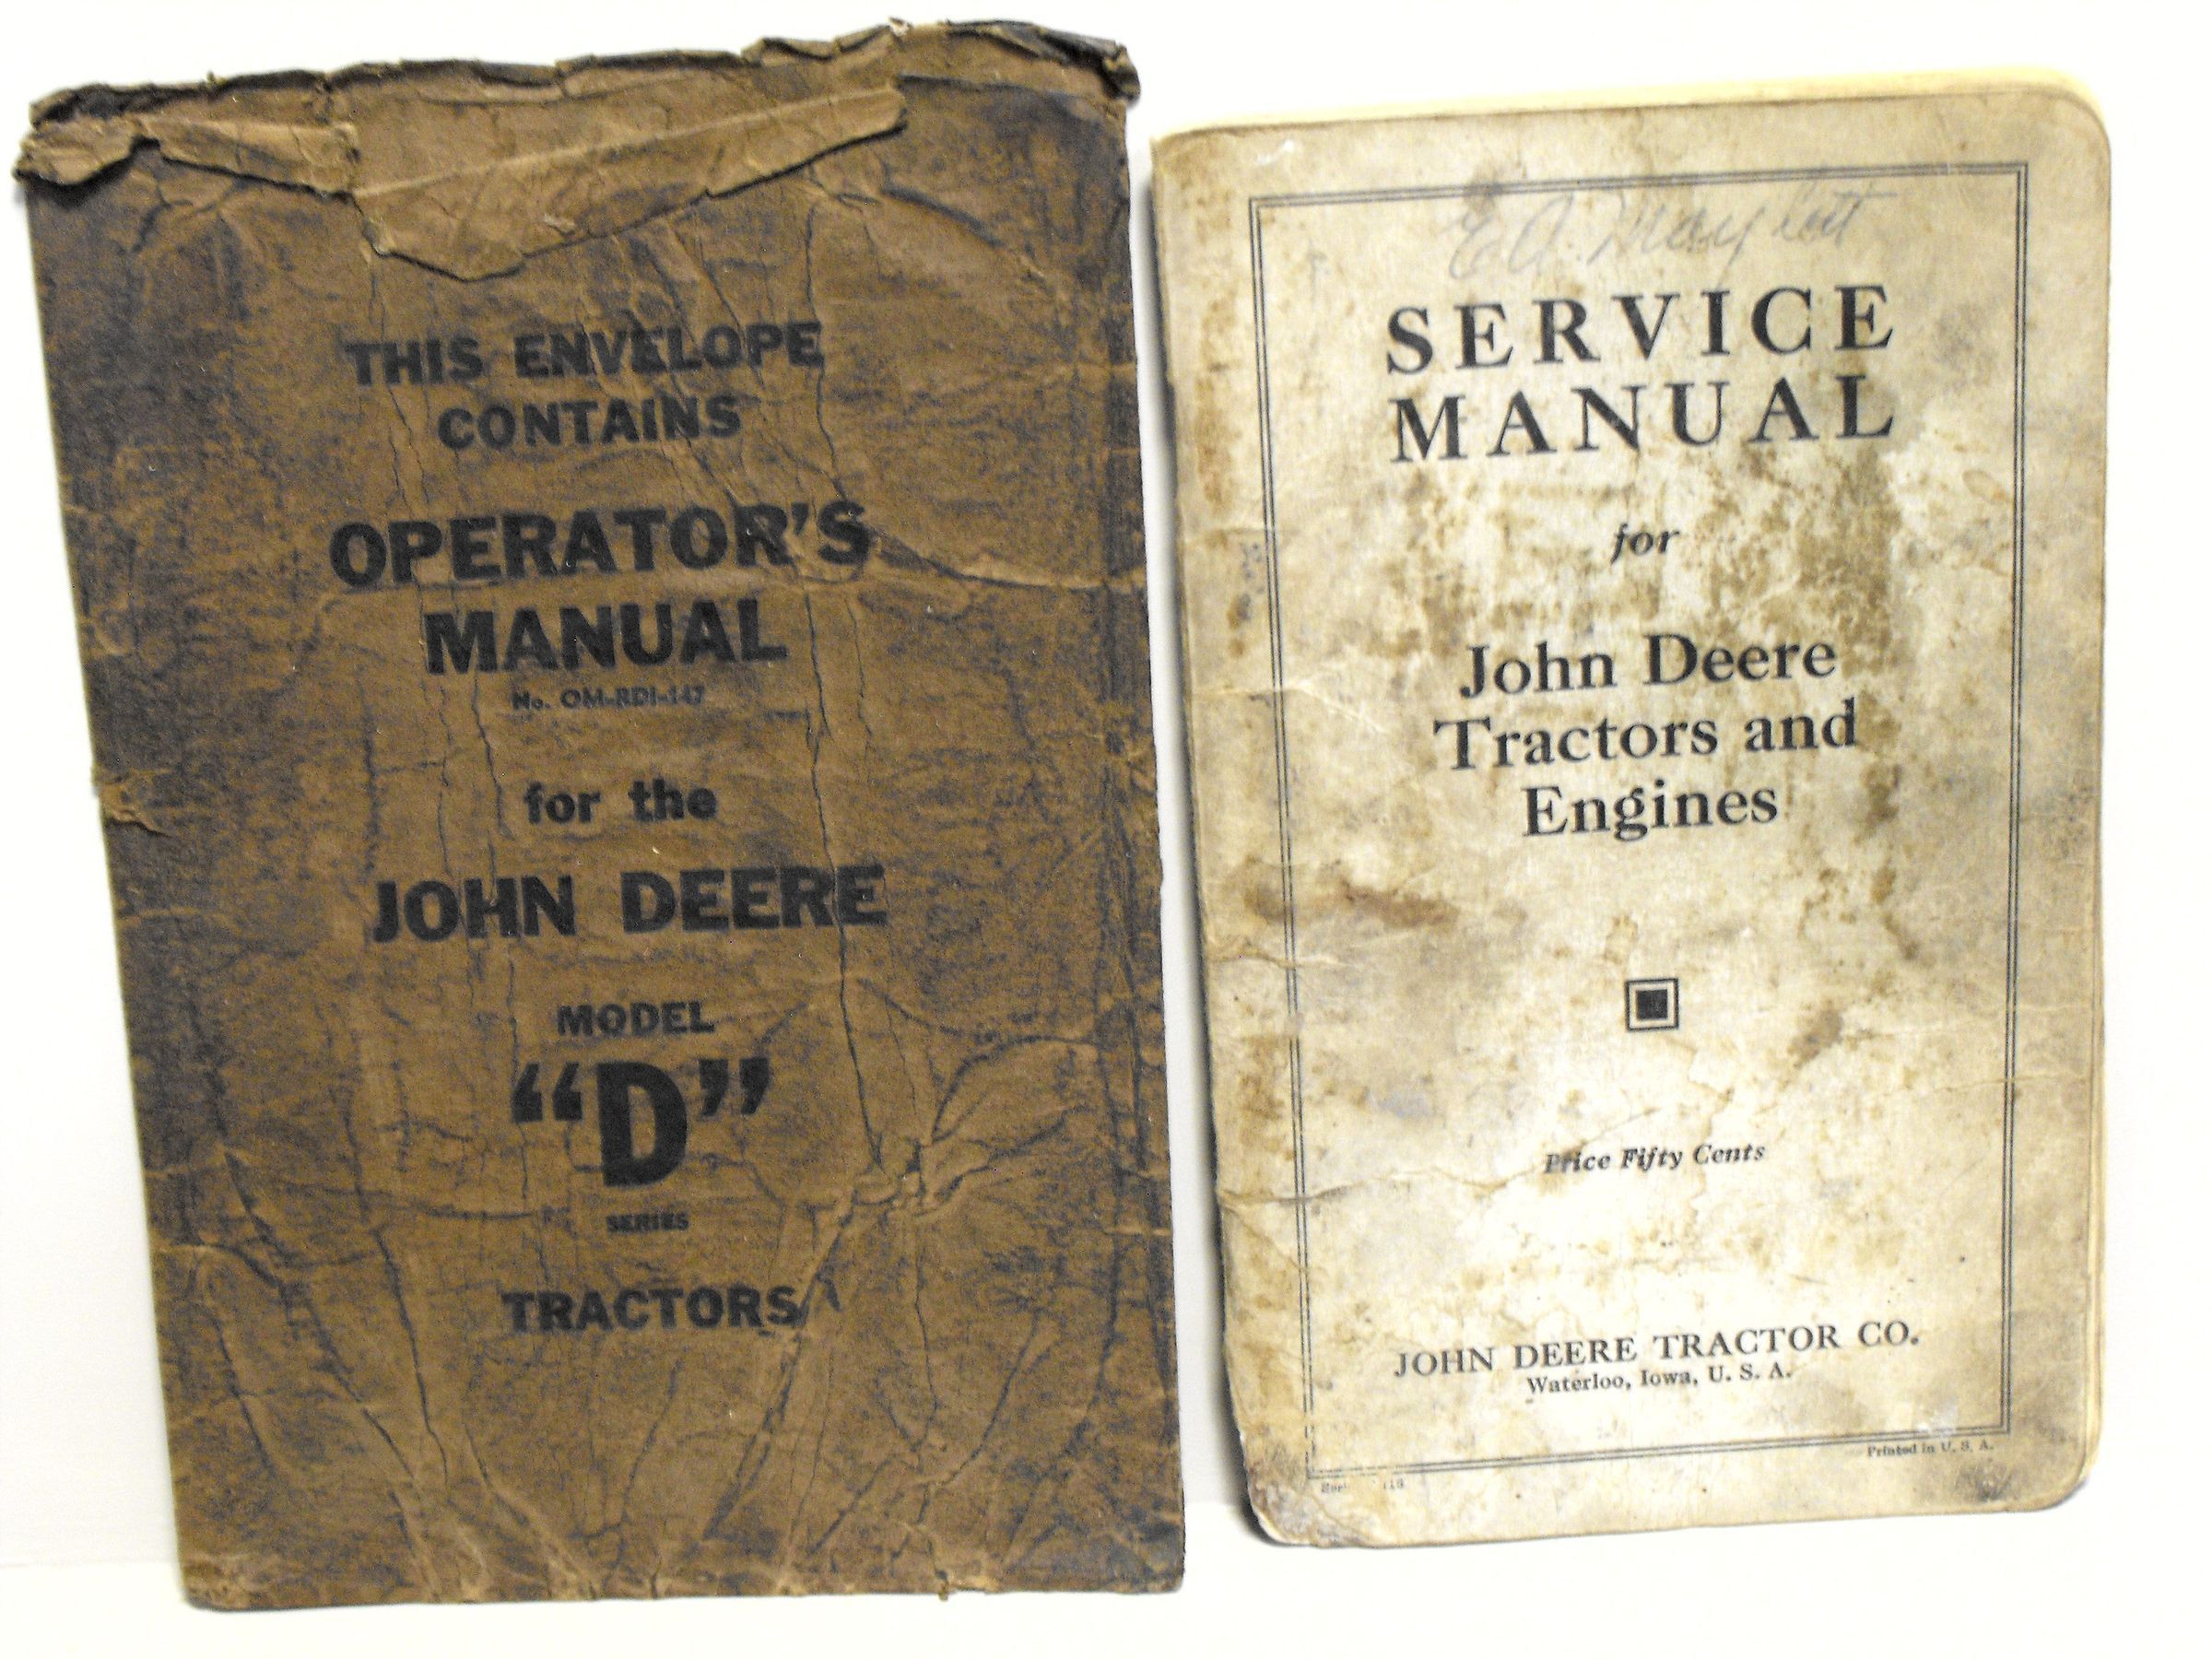 THIS ENVELOPE
CONTAINS
OPERATOR'S
MANUAL
No. OM-RDI-147
for the
JOHN DEERE
MODEL
“D”
SERIES
TRACTORS
E A
SERVICE
MANUAL
for
John Deere
Tractors and
Engines
Price Fifty Cents
JOHN DEERE TRACTOR CO.
Waterloo, Iowa, U. S. A.
Printed in U. S. A.